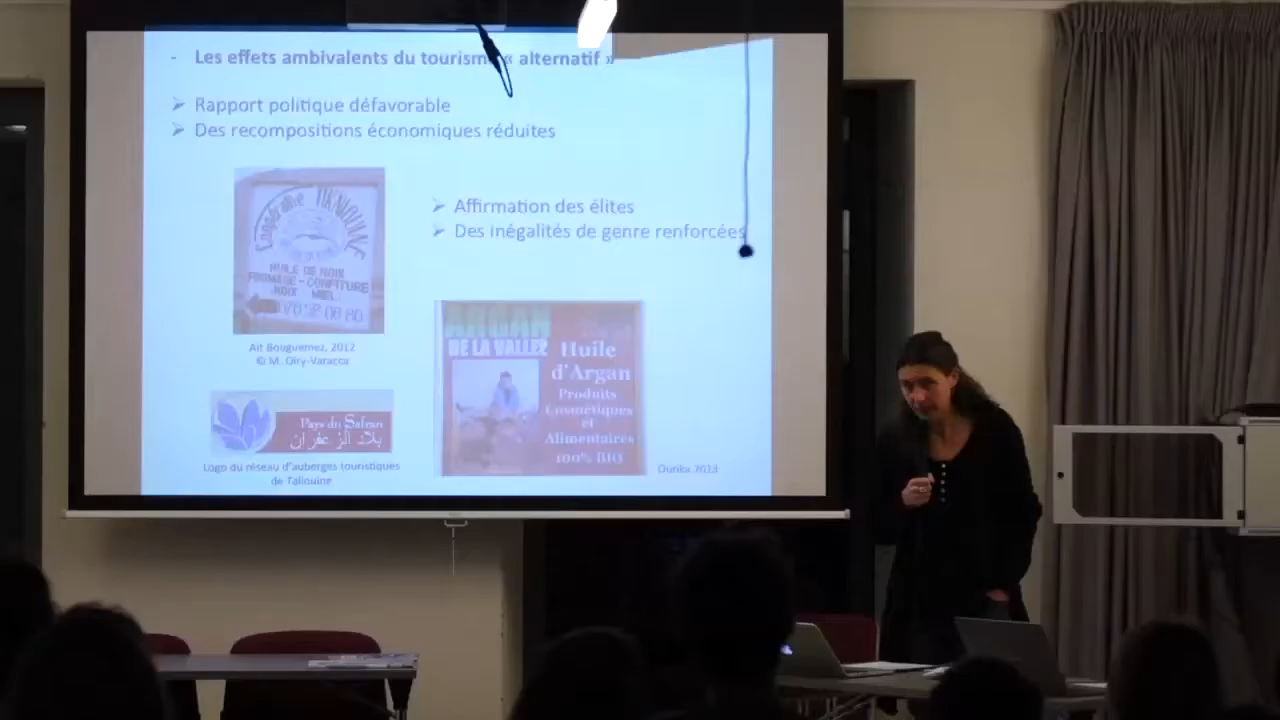 - Les effets ambivalents du tourisme « alternatif »
➢ Rapport politique défavorable
➢ Des recompositions économiques réduites
➢ Affirmation des élites
➢ Des inégalités de genre renforcées
Coopérative
HUILE DE NOIX
FROMAGE - CONFITURE
NOIX MIEL
Ait Bouguemez, 2012
© M. Oiry-Varacca
Pays du Safran
بلاد الزعفران
Logo du réseau d'auberges touristiques
de Taliouine
ARGAN
DE LA VALLEE
Huile
d'Argan
Produits
Cosmétiques
et
Alimentaires
100% BIO
Ourika 2013